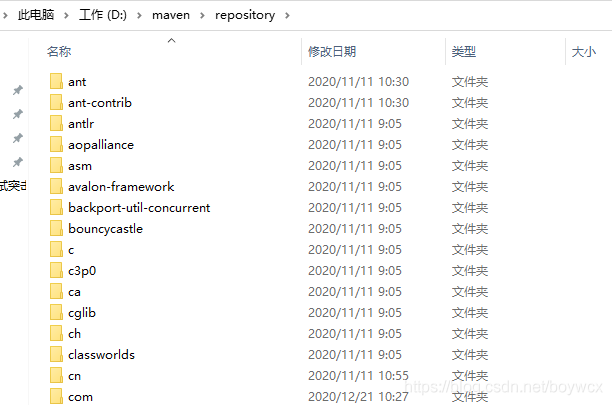 此电脑 › 工作 (D:) › maven › repository ›
名称 修改日期 类型 大小
ant 2020/11/11 10:30 文件夹
ant-contrib 2020/11/11 10:30 文件夹
antlr 2020/11/11 9:05 文件夹
aopalliance 2020/11/11 9:05 文件夹
asm 2020/11/11 9:05 文件夹
avalon-framework 2020/11/11 9:05 文件夹
backport-util-concurrent 2020/11/11 9:05 文件夹
bouncycastle 2020/11/11 9:05 文件夹
c 2020/11/11 9:05 文件夹
c3p0 2020/11/11 9:05 文件夹
ca 2020/11/11 9:05 文件夹
cglib 2020/11/11 9:05 文件夹
ch 2020/11/11 9:05 文件夹
classworlds 2020/11/11 9:05 文件夹
cn 2020/11/11 10:55 文件夹
com 2020/12/21 10:27 文件夹
试突击
https://blog.csdn.net/boywcx